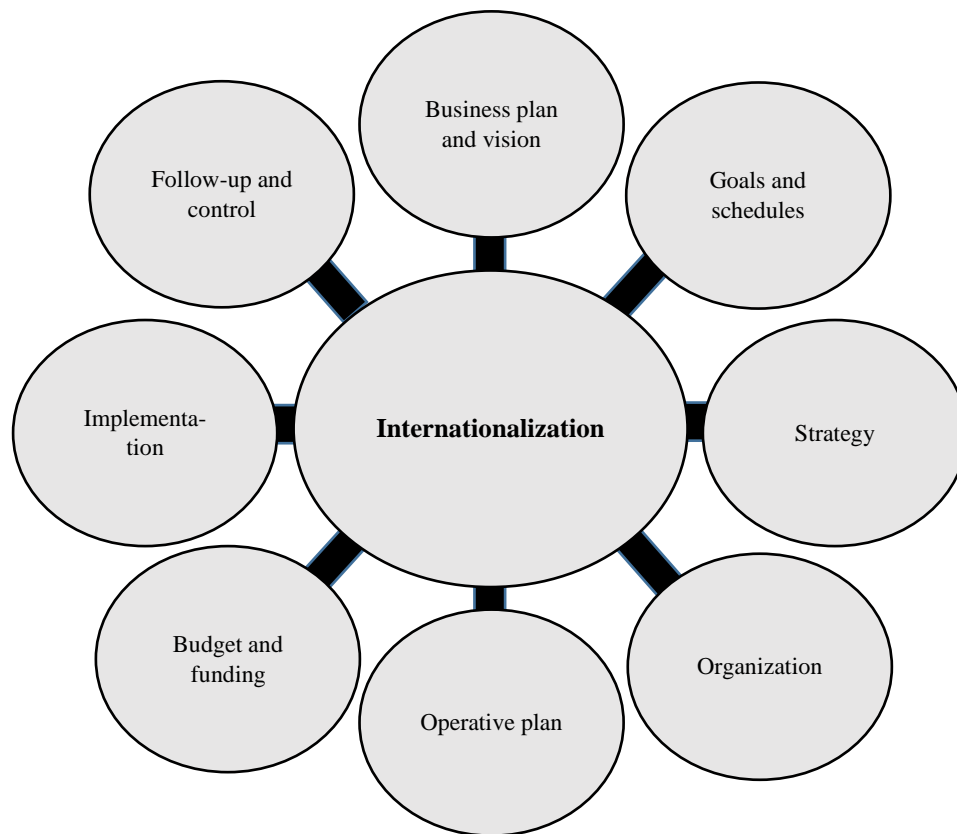 Business plan
and vision
Goals and
schedules
Strategy
Organization
Operative plan
Budget and
funding
Implementa-
tion
Follow-up and
control
Internationalization